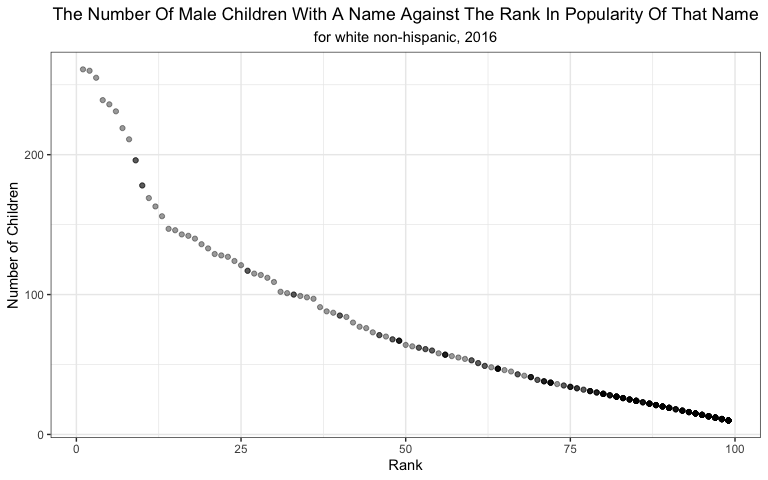 The Number Of Male Children With A Name Against The Rank In Popularity Of That Name
for white non-hispanic, 2016
Number of Children
200
100
0
0 25 50 75 100
Rank